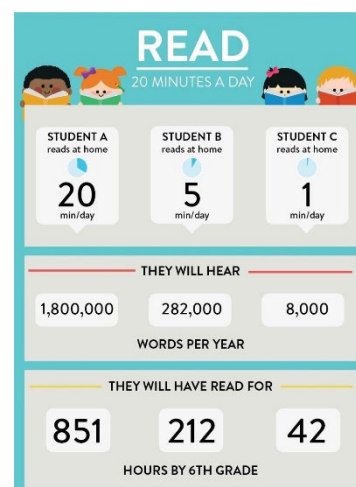 READ
20 MINUTES A DAY
STUDENT A
reads at home
20
min/day
STUDENT B
reads at home
5
min/day
STUDENT C
reads at home
1
min/day
THEY WILL HEAR
1,800,000 282,000 8,000
WORDS PER YEAR
THEY WILL HAVE READ FOR
851 212 42
HOURS BY 6TH GRADE